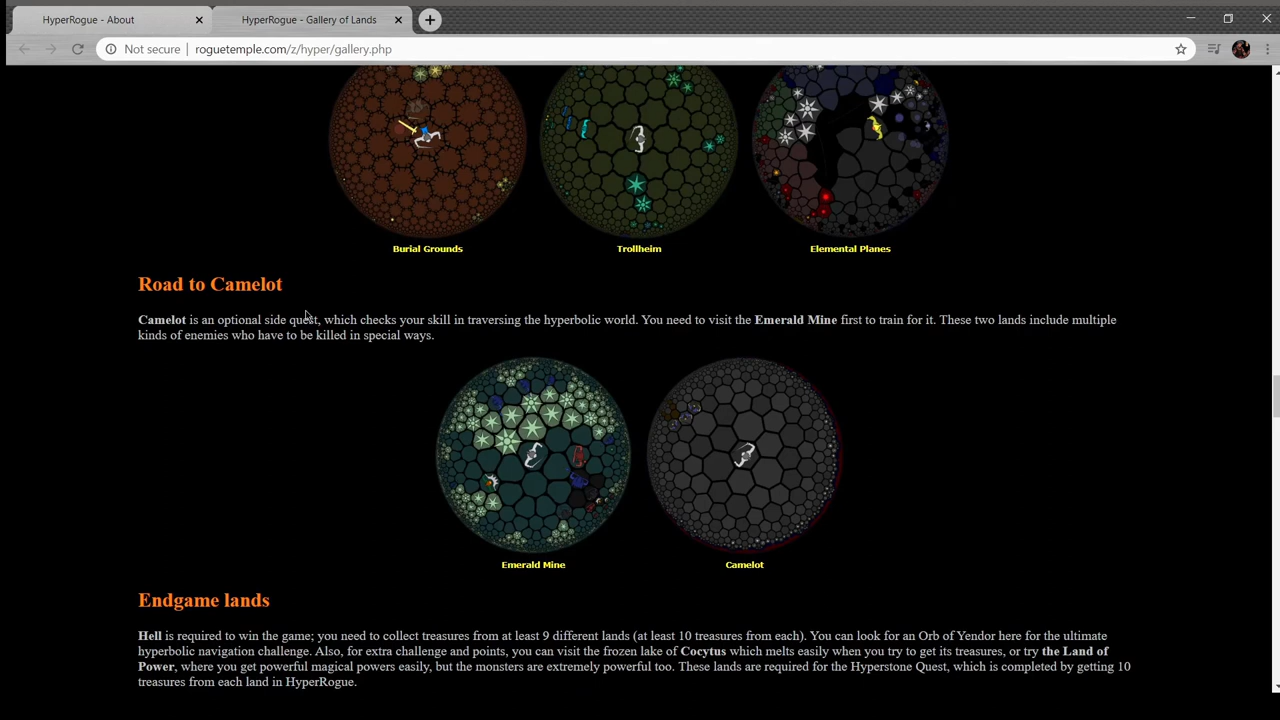 HyperRogue - About
HyperRogue - Gallery of Lands
Not secure
roguetemple.com/z/hyper/gallery.php
Burial Grounds
Trollheim
Elemental Planes
Road to Camelot
Camelot is an optional side quest, which checks your skill in traversing the hyperbolic world. You need to visit the Emerald Mine first to train for it. These two lands include multiple
kinds of enemies who have to be killed in special ways.
Emerald Mine
Camelot
Endgame lands
Hell is required to win the game; you need to collect treasures from at least 9 different lands (at least 10 treasures from each). You can look for an Orb of Yendor here for the ultimate
hyperbolic navigation challenge. Also, for extra challenge and points, you can visit the frozen lake of Cocytus which melts easily when you try to get its treasures, or try the Land of
Power, where you get powerful magical powers easily, but the monsters are extremely powerful too. These lands are required for the Hyperstone Quest, which is completed by getting 10
treasures from each land in HyperRogue.